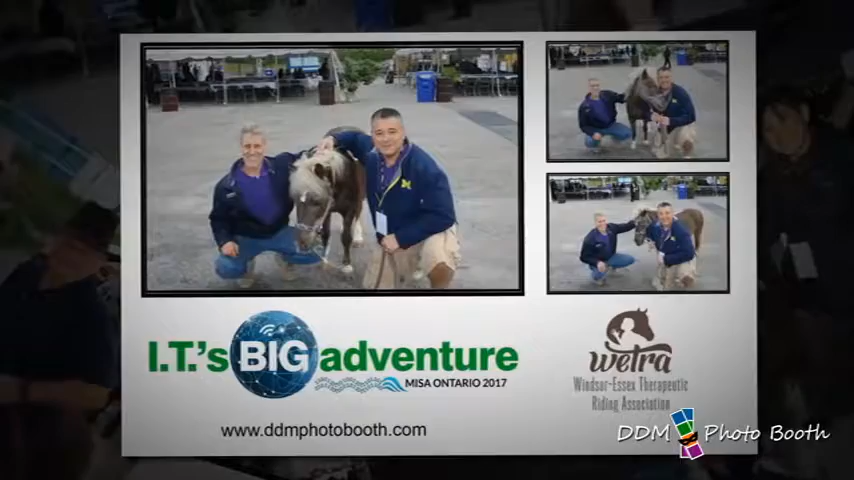 I.T.'s BIG adventure
MISA ONTARIO 2017
www.ddmphotobooth.com
wetra
Windsor-Essex Therapeutic
Riding Association
DDM Photo Booth